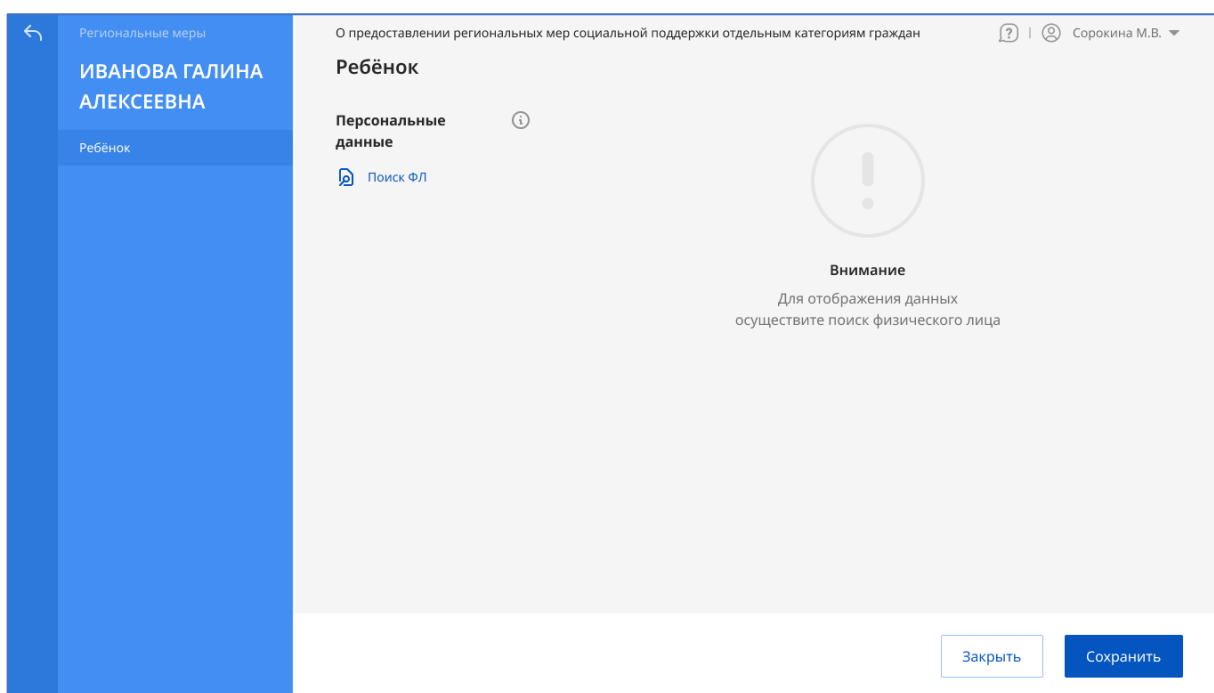 Региональные меры
ИВАНОВА ГАЛИНА
АЛЕКСЕЕВНА
Ребёнок
О предоставлении региональных мер социальной поддержки отдельным категориям граждан
Сорокина М.В.
Ребёнок
Персональные
данные
Поиск ФЛ
Внимание
Для отображения данных
осуществите поиск физического лица
Закрыть
Сохранить